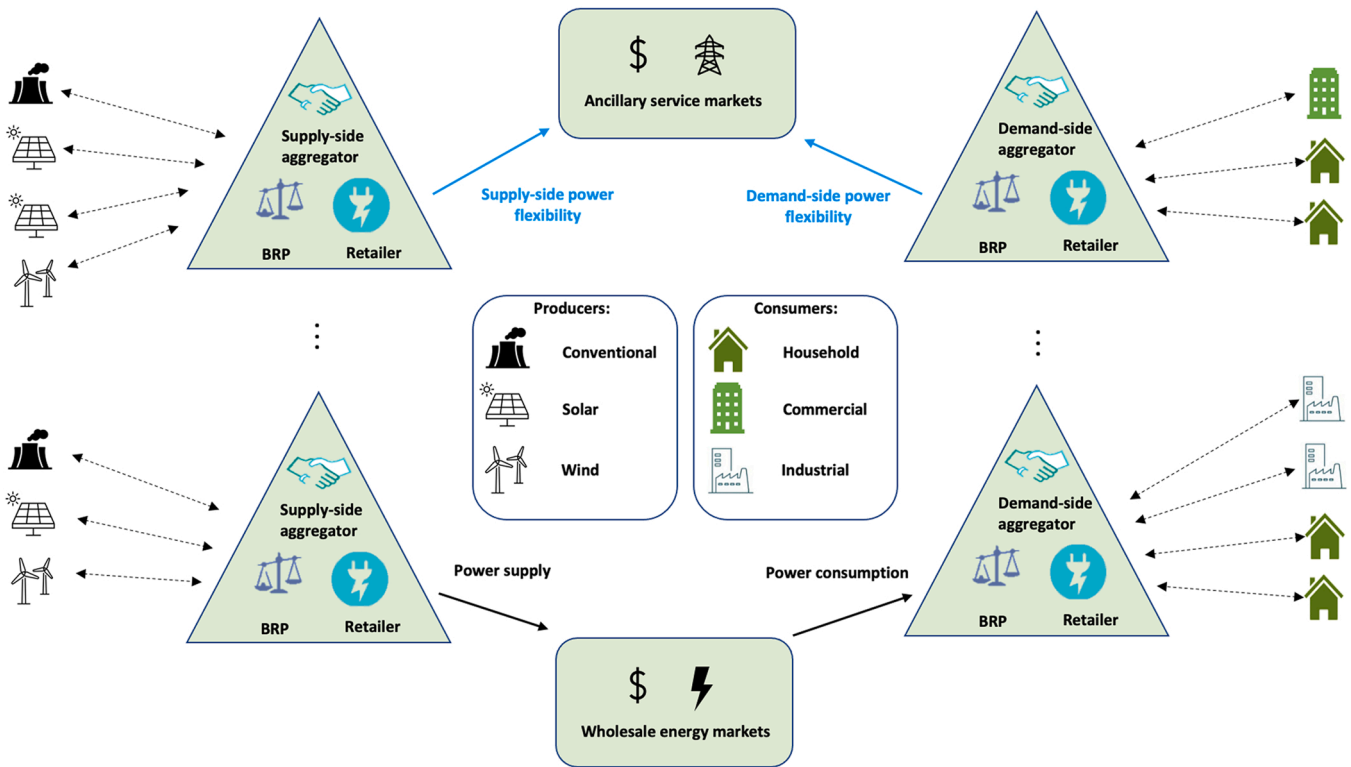 Ancillary service markets
Supply-side
aggregator
BRP
Retailer
Supply-side power
flexibility
Demand-side power
flexibility
Demand-side
aggregator
BRP
Retailer
Producers:
Conventional
Solar
Wind
Consumers:
Household
Commercial
Industrial
Supply-side
aggregator
BRP
Retailer
Power supply
Power consumption
Demand-side
aggregator
BRP
Retailer
$
$
Wholesale energy markets